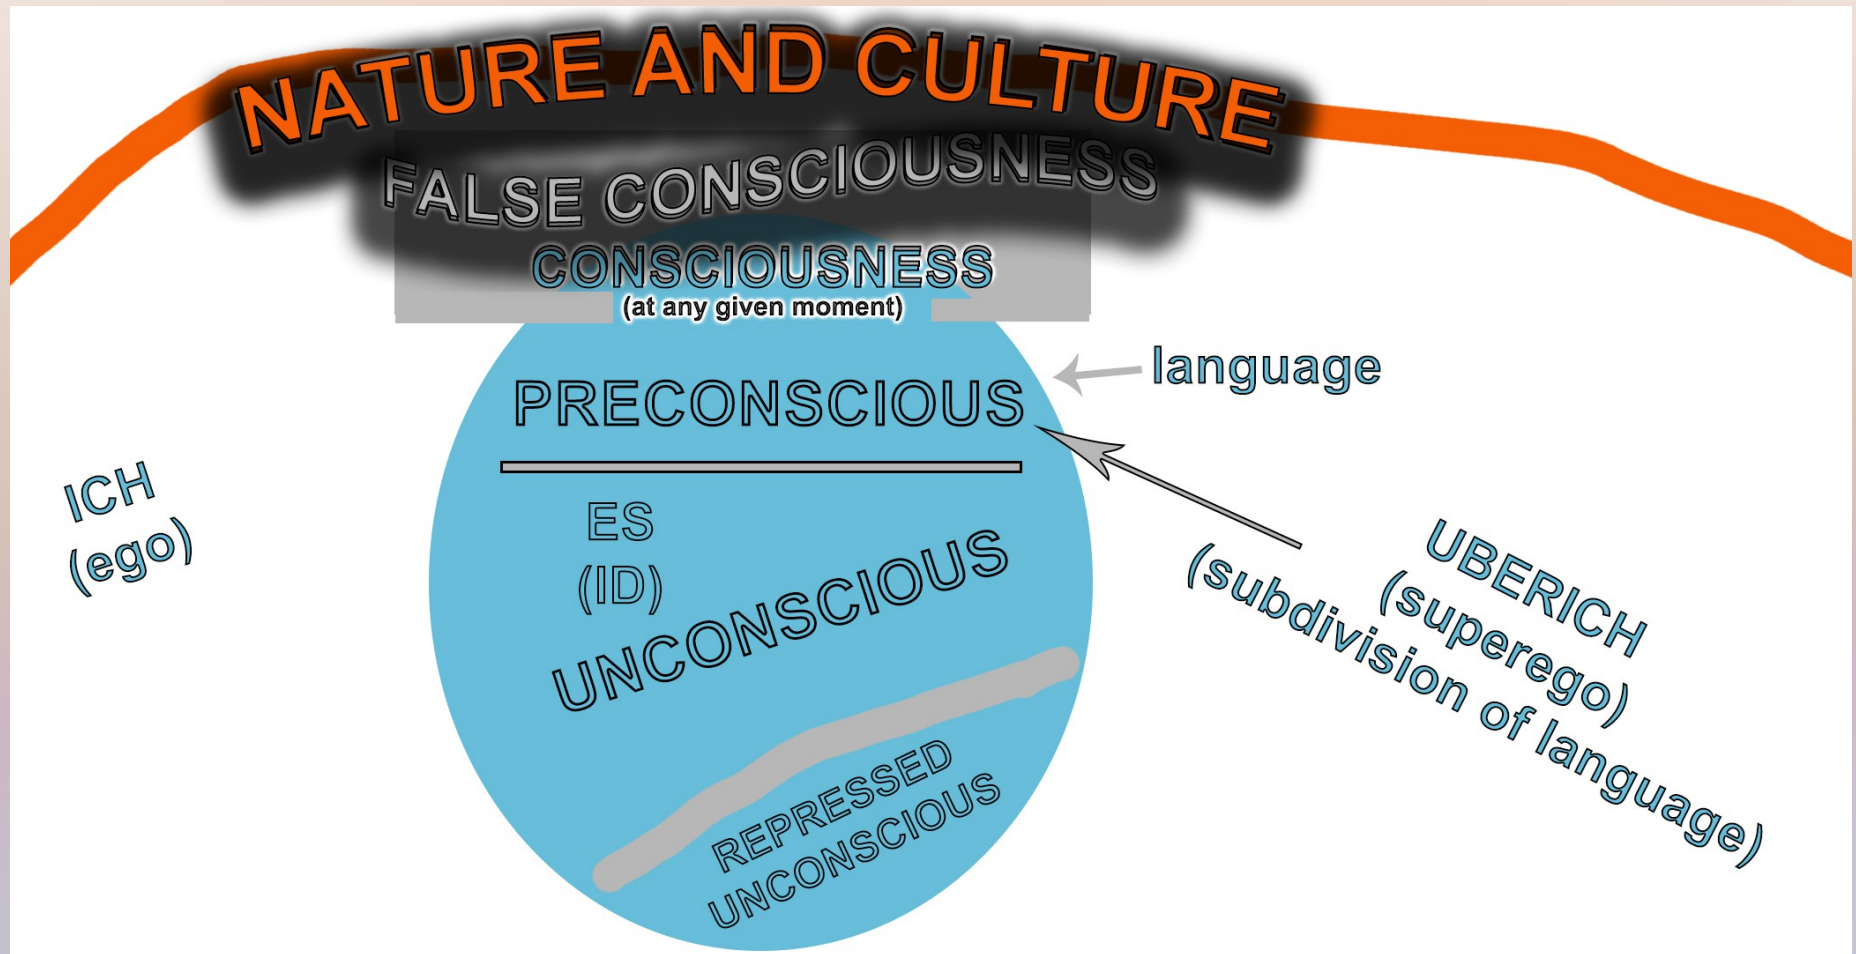 NATURE AND CULTURE
FALSE CONSCIOUSNESS
CONSCIOUSNESS
(at any given moment)
language
PRECONSCIOUS
ICH
(ego)
ES
(ID)
UNCONSCIOUS
UBERICH
(superego)
(subdivision of language)
REPRESSED
UNCONSCIOUS